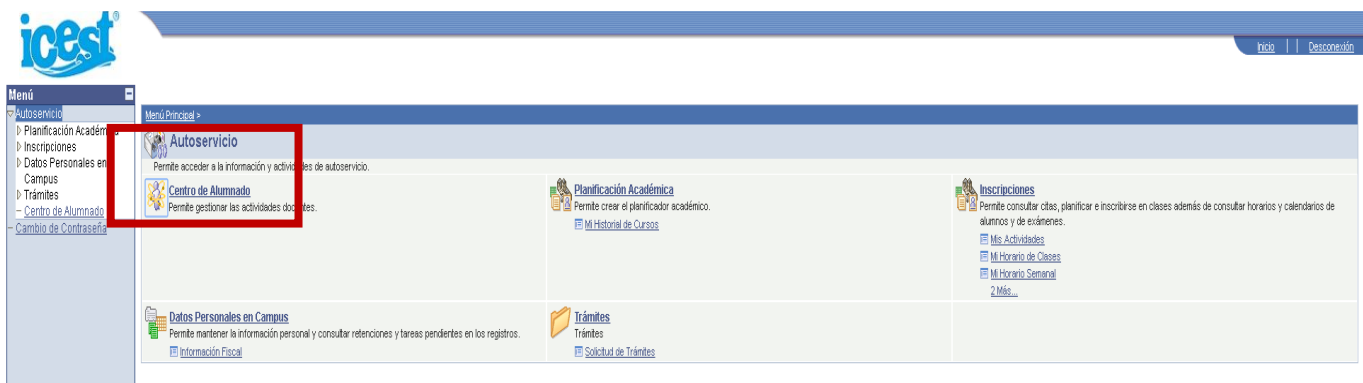 icest®
Inicio | | Desconexión
Menú
Autoservicio
Planificación Académica
Inscripciones
Datos Personales en
Campus
Trámites
Centro de Alumnado
Cambio de Contraseña
Menú Principal >
Autoservicio
Permite acceder a la información y actividades de autoservicio.
Centro de Alumnado
Permite gestionar las actividades docentes.
Planificación Académica
Permite crear el planificador académico.
Mi Historial de Cursos
Inscripciones
Permite consultar citas, planificar e inscribirse en clases además de consultar horarios y calendarios de
alumnos y de exámenes.
Mis Actividades
Mi Horario de Clases
Mi Horario Semanal
2 Más...
Datos Personales en Campus
Permite mantener la información personal y consultar retenciones y tareas pendientes en los registros.
Información Fiscal
Trámites
Trámites
Solicitud de Trámites